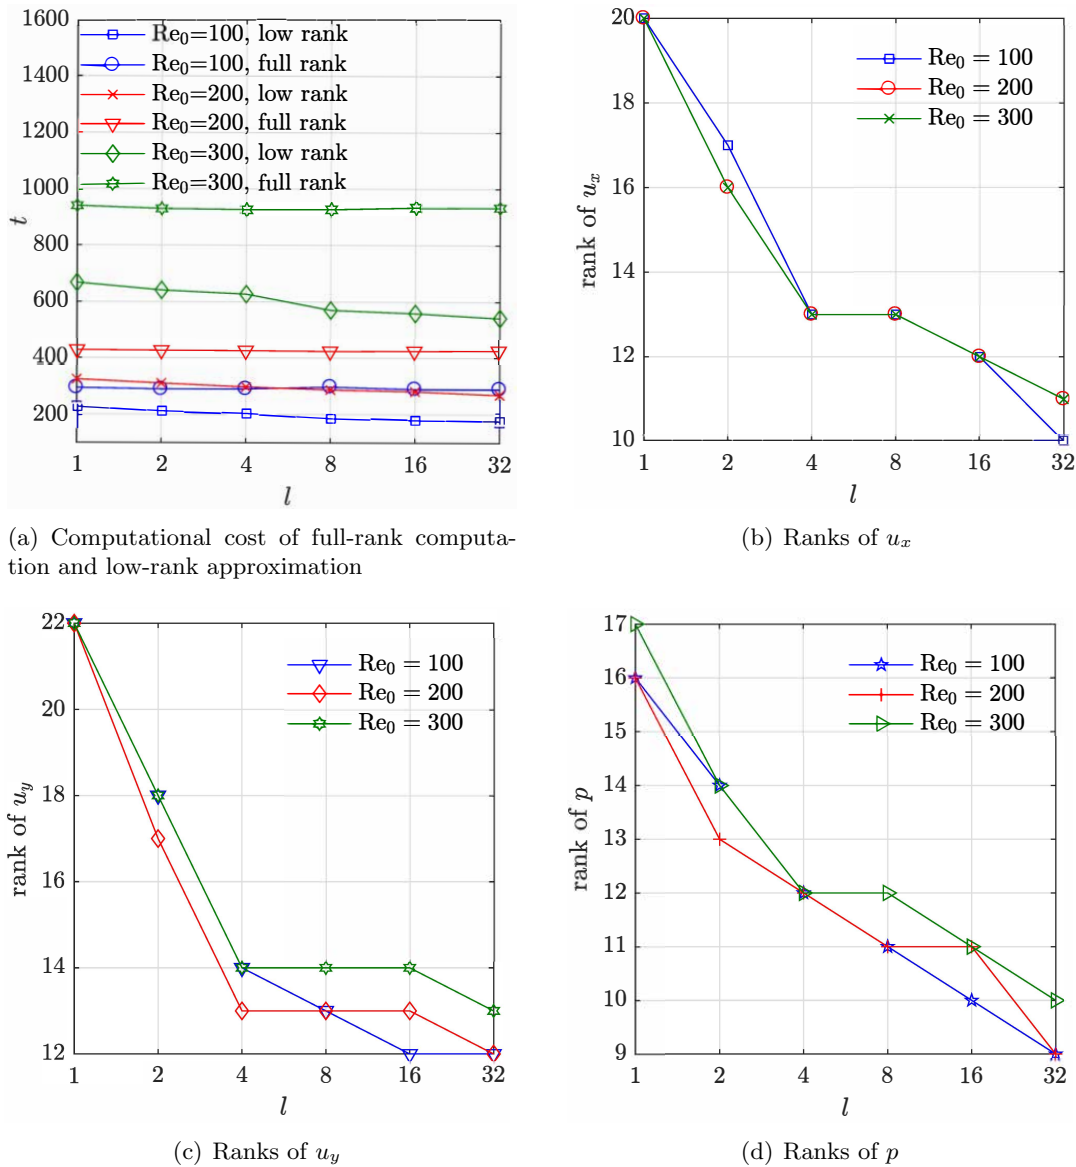 1600
1400
1200
1000
800
600
400
200
t
Re₀=100, low rank
Re₀=100, full rank
Re₀=200, low rank
Re₀=200, full rank
Re₀=300, low rank
Re₀=300, full rank
1 2 4 8 16 32
l
(a) Computational cost of full-rank computa-
tion and low-rank approximation
20
18
16
14
12
10
rank of uₓ
Re₀ = 100
Re₀ = 200
Re₀ = 300
1 2 4 8 16 32
l
(b) Ranks of uₓ
22
20
18
16
14
12
rank of u_y
Re₀ = 100
Re₀ = 200
Re₀ = 300
1 2 4 8 16 32
l
(c) Ranks of u_y
17
16
15
14
13
12
11
10
9
rank of p
Re₀ = 100
Re₀ = 200
Re₀ = 300
1 2 4 8 16 32
l
(d) Ranks of p